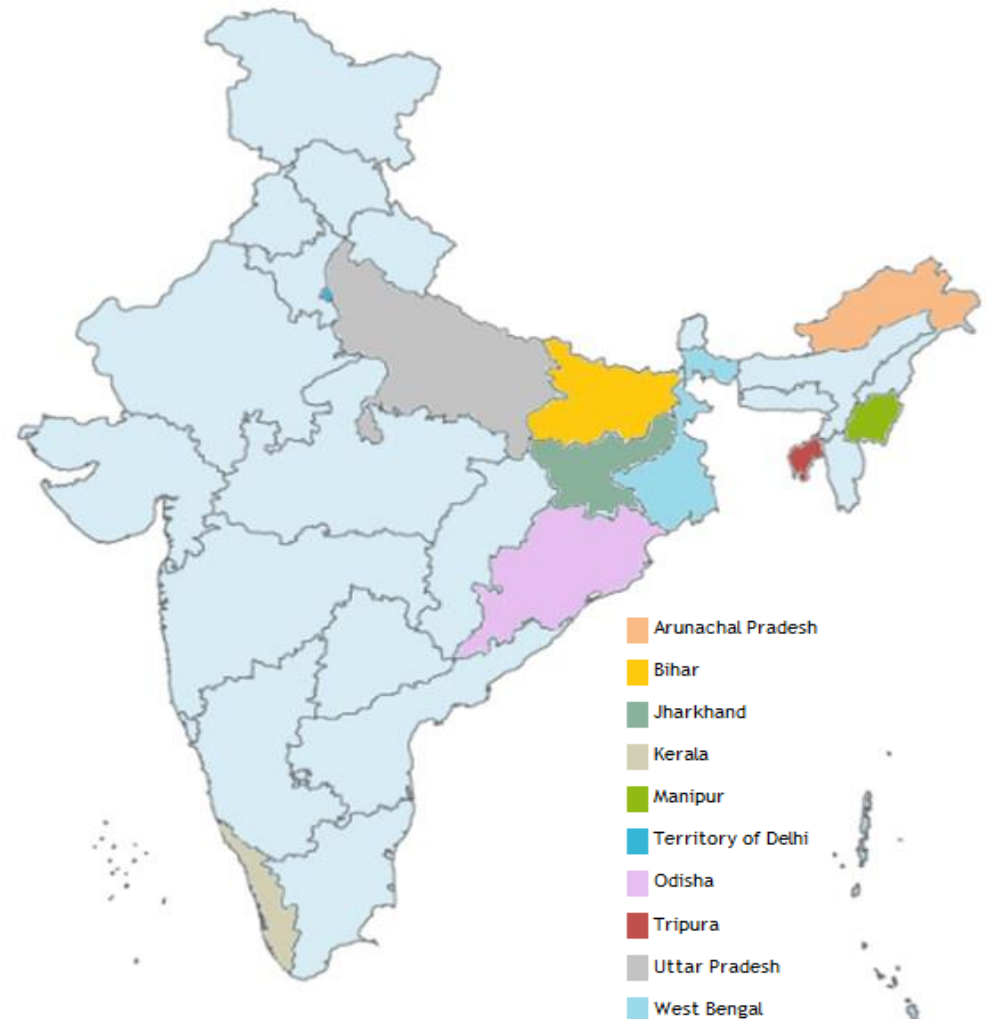 Arunachal Pradesh
Bihar
Jharkhand
Kerala
Manipur
Territory of Delhi
Odisha
Tripura
Uttar Pradesh
West Bengal